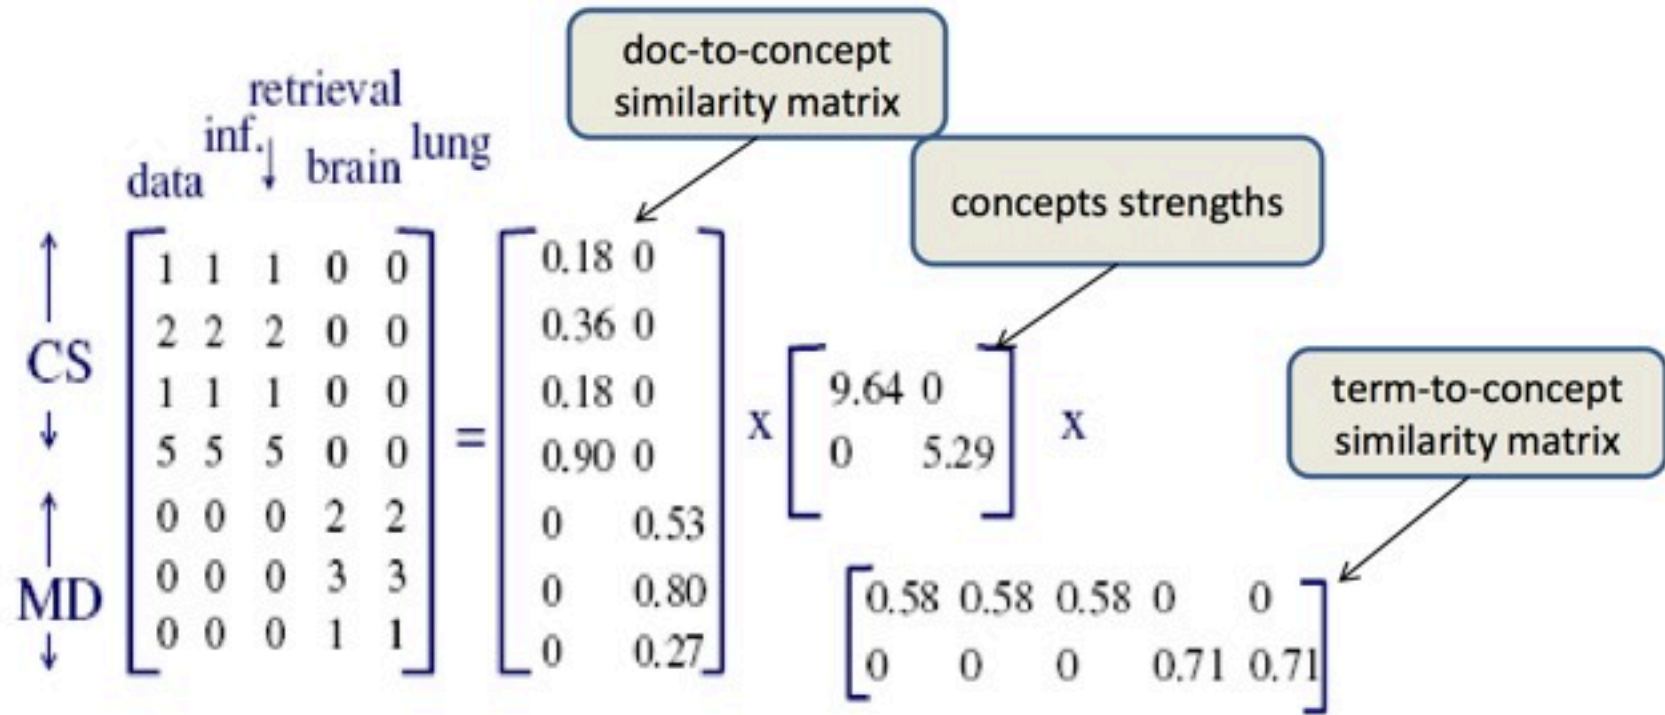 doc-to-concept
similarity matrix
retrieval
inf. ↓
data
brain
lung
concepts strengths
CS
MD
1 1 1 0 0
2 2 2 0 0
1 1 1 0 0
5 5 5 0 0
0 0 0 2 2
0 0 0 3 3
0 0 0 1 1
=
0.18 0
0.36 0
0.18 0
0.90 0
0 0.53
0 0.80
0 0.27
x
9.64 0
0 5.29
x
term-to-concept
similarity matrix
0.58 0.58 0.58 0 0
0 0 0 0.71 0.71